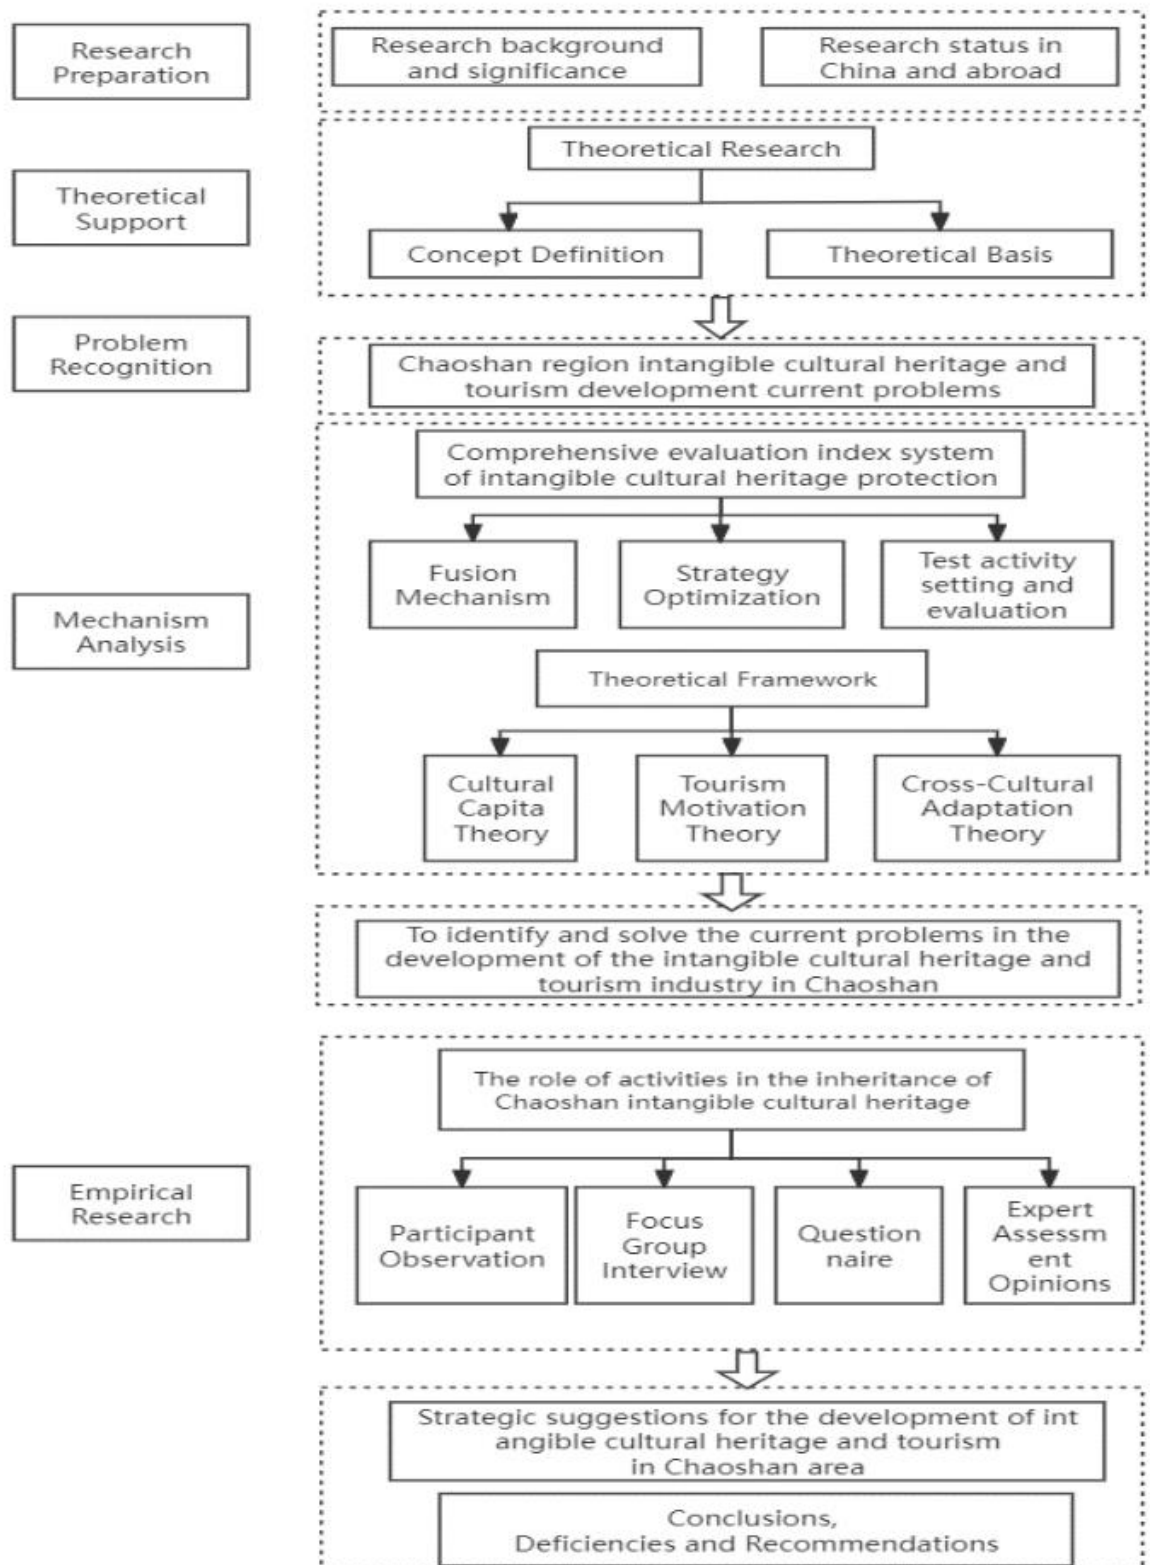 Research
Preparation
Research background
and significance
Research status in
China and abroad
Theoretical
Support
Theoretical Research
Concept Definition
Theoretical Basis
Problem
Recognition
Chaoshan region intangible cultural heritage and
tourism development current problems
Mechanism
Analysis
Comprehensive evaluation index system
of intangible cultural heritage protection
Fusion
Mechanism
Strategy
Optimization
Test activity
setting and
evaluation
Theoretical Framework
Cultural
Capita
Theory
Tourism
Motivation
Theory
Cross-Cultural
Adaptation
Theory
To identify and solve the current problems in the
development of the intangible cultural heritage and
tourism industry in Chaoshan
Empirical
Research
The role of activities in the inheritance of
Chaoshan intangible cultural heritage
Participant
Observation
Focus
Group
Interview
Question
naire
Expert
Assessm
ent
Opinions
Strategic suggestions for the development of int
angible cultural heritage and tourism
in Chaoshan area
Conclusions,
Deficiencies and Recommendations